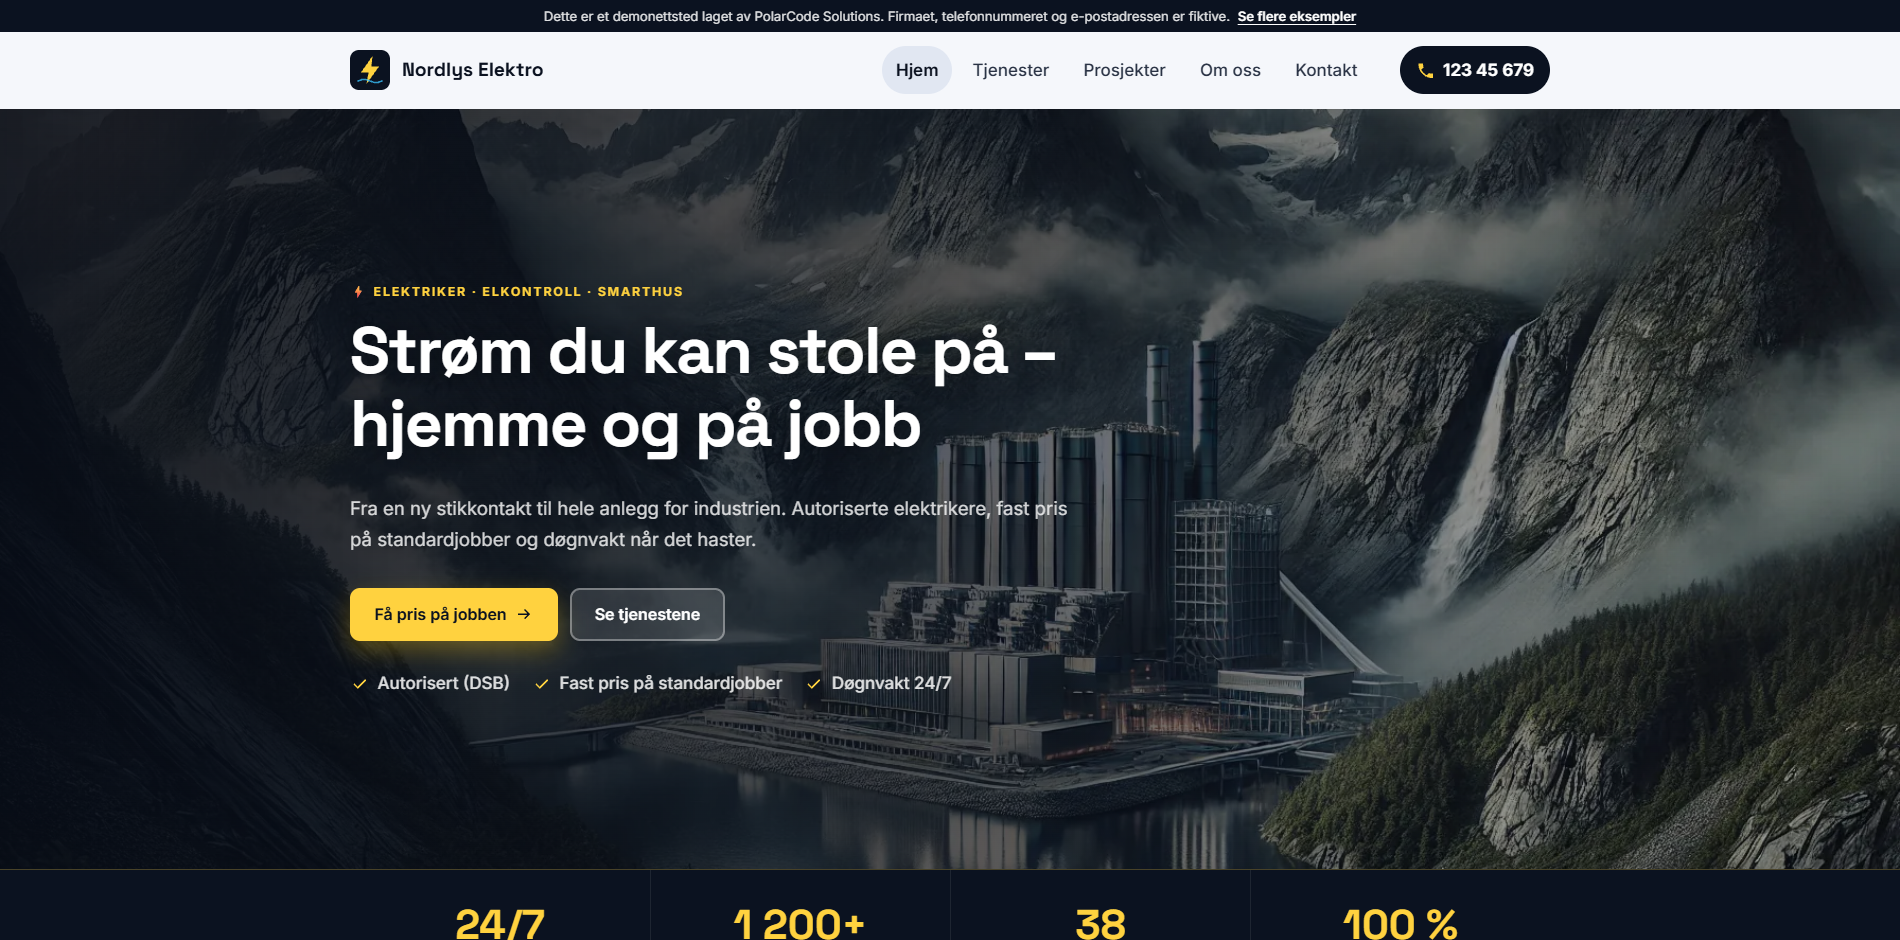 Dette er et demonettsted laget av PolarCode Solutions. Firmaet, telefonnummeret og e-postadressen er fiktive. Se flere eksempler
Nordlys Elektro
Hjem
Tjenester
Prosjekter
Om oss
Kontakt
123 45 679
ELEKTRIKER · ELKONTROLL · SMARTHUS
Strøm du kan stole på –
hjemme og på jobb
Fra en ny stikkontakt til hele anlegg for industrien. Autoriserte elektrikere, fast pris
på standardjobber og døgnvakt når det haster.
Få pris på jobben →
Se tjenestene
Autorisert (DSB)
Fast pris på standardjobber
Døgnvakt 24/7
24/7
1 200+
38
100 %